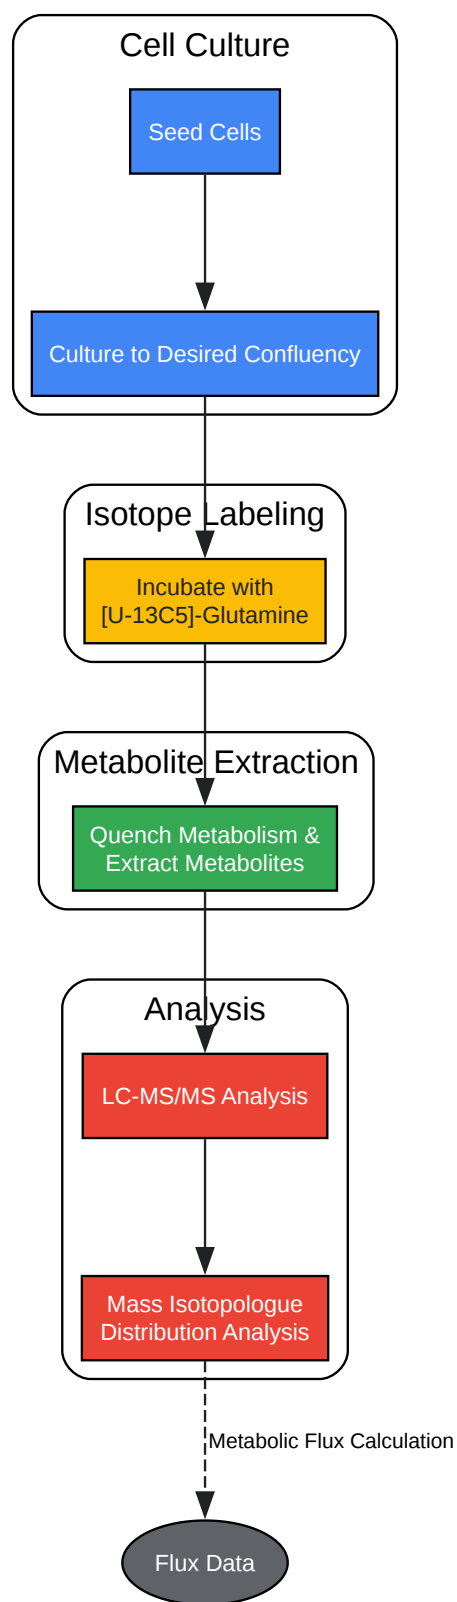 Cell Culture
Seed Cells
Culture to Desired Confluency
Isotope Labeling
Incubate with
[U-13C5]-Glutamine
Metabolite Extraction
Quench Metabolism &
Extract Metabolites
Analysis
LC-MS/MS Analysis
Mass Isotopologue
Distribution Analysis
Metabolic Flux Calculation
Flux Data